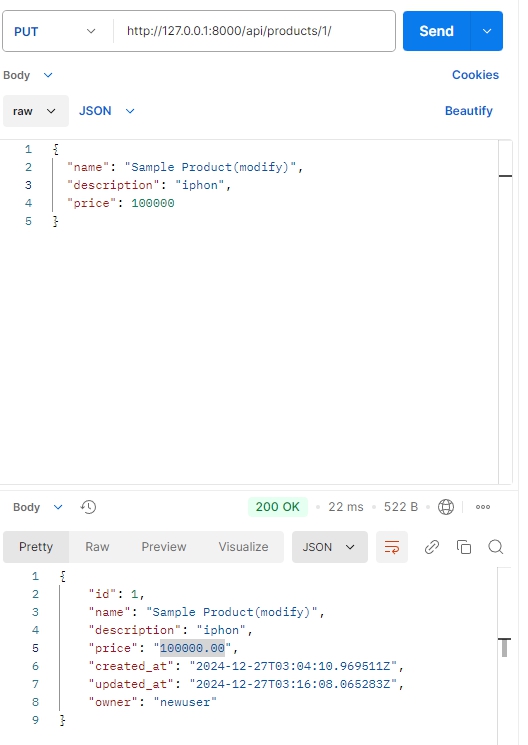 PUT http://127.0.0.1:8000/api/products/1/ Send
Body Cookies
raw JSON Beautify
1 {
2 "name": "Sample Product(modify)",
3 "description": "iphon",
4 "price": 100000
5 }
Body 200 OK • 22 ms • 522 B •
Pretty Raw Preview Visualize JSON
1 {
2 "id": 1,
3 "name": "Sample Product(modify)",
4 "description": "iphon",
5 "price": "100000.00",
6 "created_at": "2024-12-27T03:04:10.969511Z",
7 "updated_at": "2024-12-27T03:16:08.065283Z",
8 "owner": "newuser"
9 }